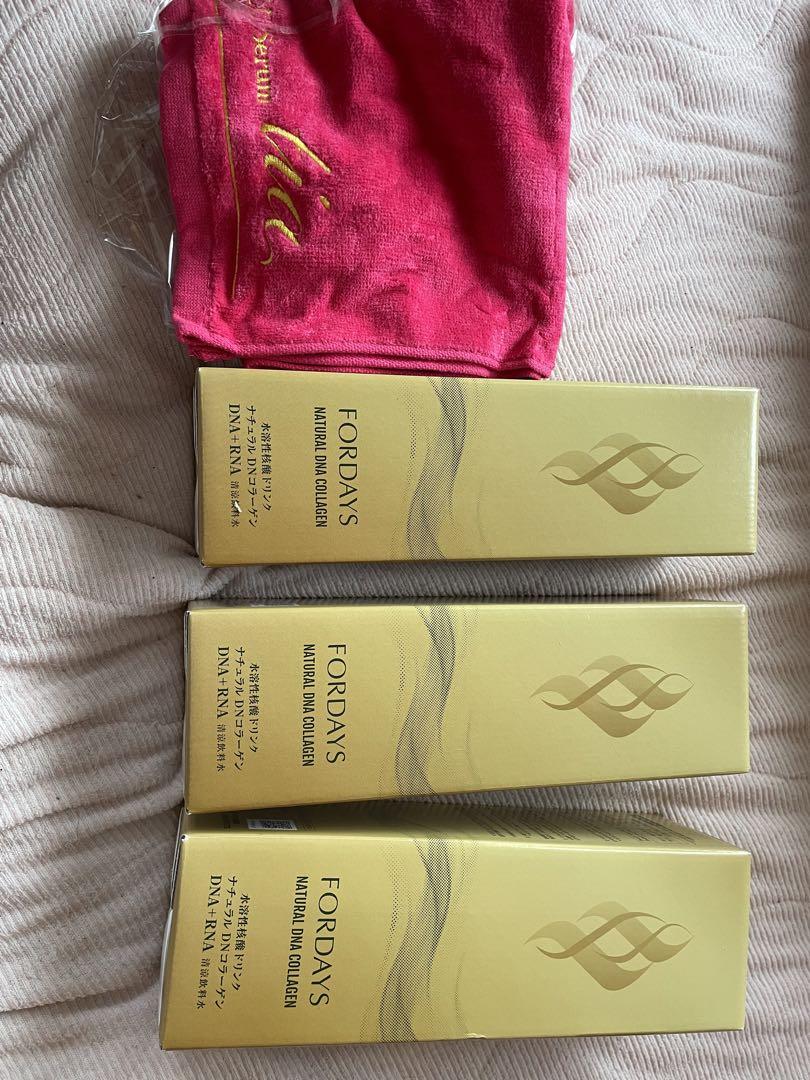 Serum
FORDAYS
NATURAL DNA COLLAGEN
水溶性核酸ドリンク
ナチュラル DNコラーゲン
DNA+RNA 清涼飲料水
FORDAYS
NATURAL DNA COLLAGEN
水溶性核酸ドリンク
ナチュラル DNコラーゲン
DNA+RNA 清涼飲料水
FORDAYS
NATURAL DNA COLLAGEN
水溶性核酸ドリンク
ナチュラル DNコラーゲン
DNA+RNA 清涼飲料水